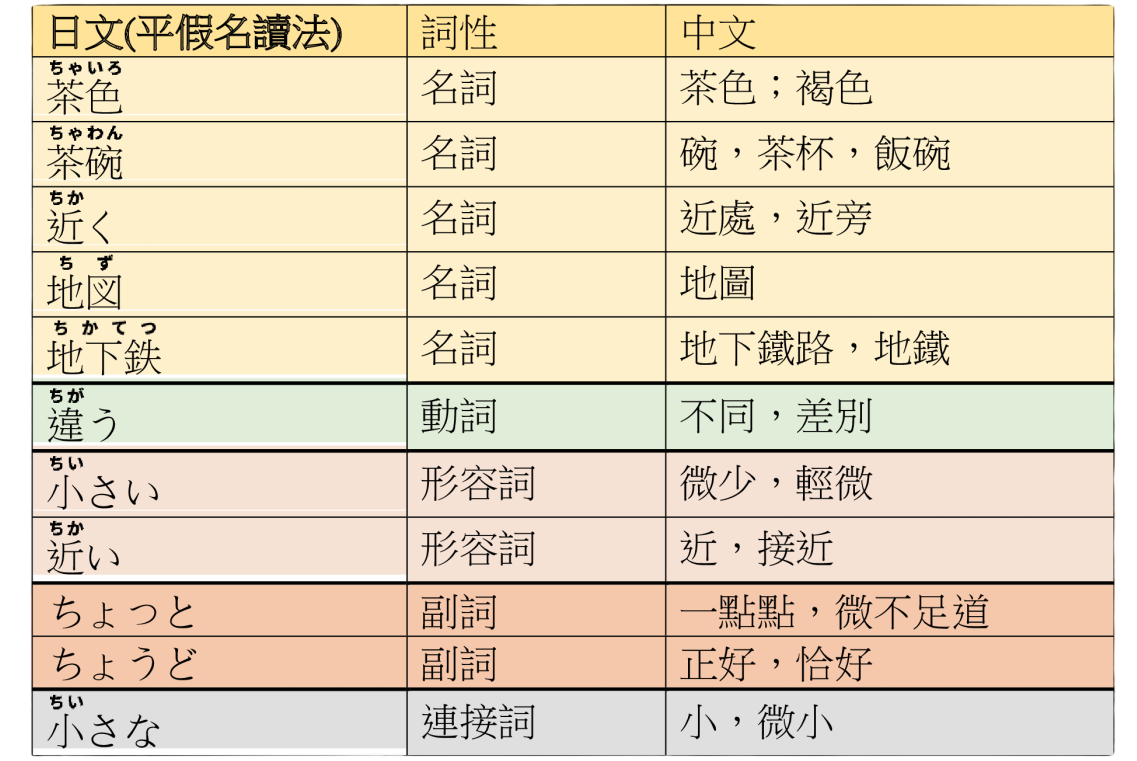 日文(平假名讀法) 詞性 中文
ちゃいろ
茶色 名詞 茶色；褐色
ちゃわん
茶碗 名詞 碗，茶杯，飯碗
ちか
近く 名詞 近處，近旁
ちず
地図 名詞 地圖
ちかてつ
地下鉄 名詞 地下鐵路，地鐵
ちが
違う 動詞 不同，差別
ちい
小さい 形容詞 微少，輕微
ちか
近い 形容詞 近，接近
ちょっと 副詞 一點點，微不足道
ちょうど 副詞 正好，恰好
ちい
小さな 連接詞 小，微小